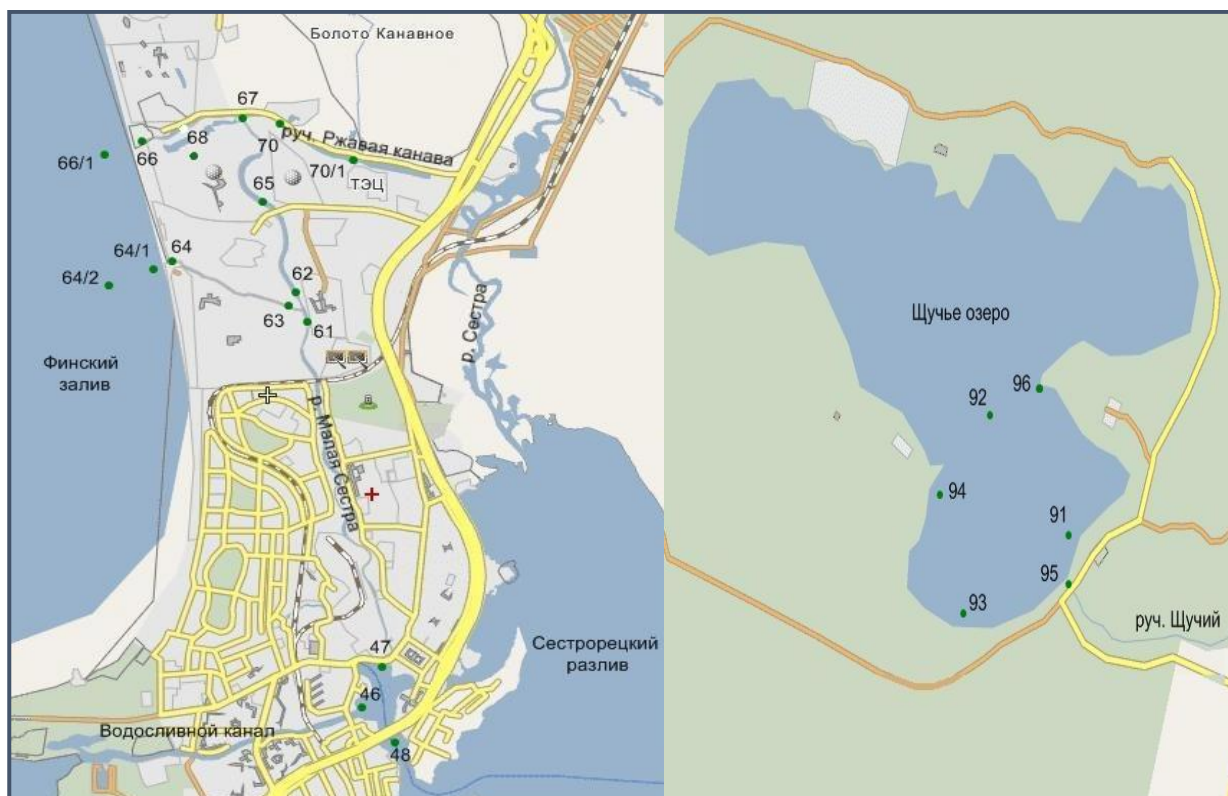 Болото Канавное
67
руч. Ржавая канава
66/1
66
68
70
70/1
ТЭЦ
65
64/1
64
64/2
62
63
61
р. Сестра
Финский
залив
р. Малая Сестра
47
Сестрорецкий
разлив
46
Водосливной канал
48
Щучье озеро
96
92
94
91
95
93
руч. Щучий